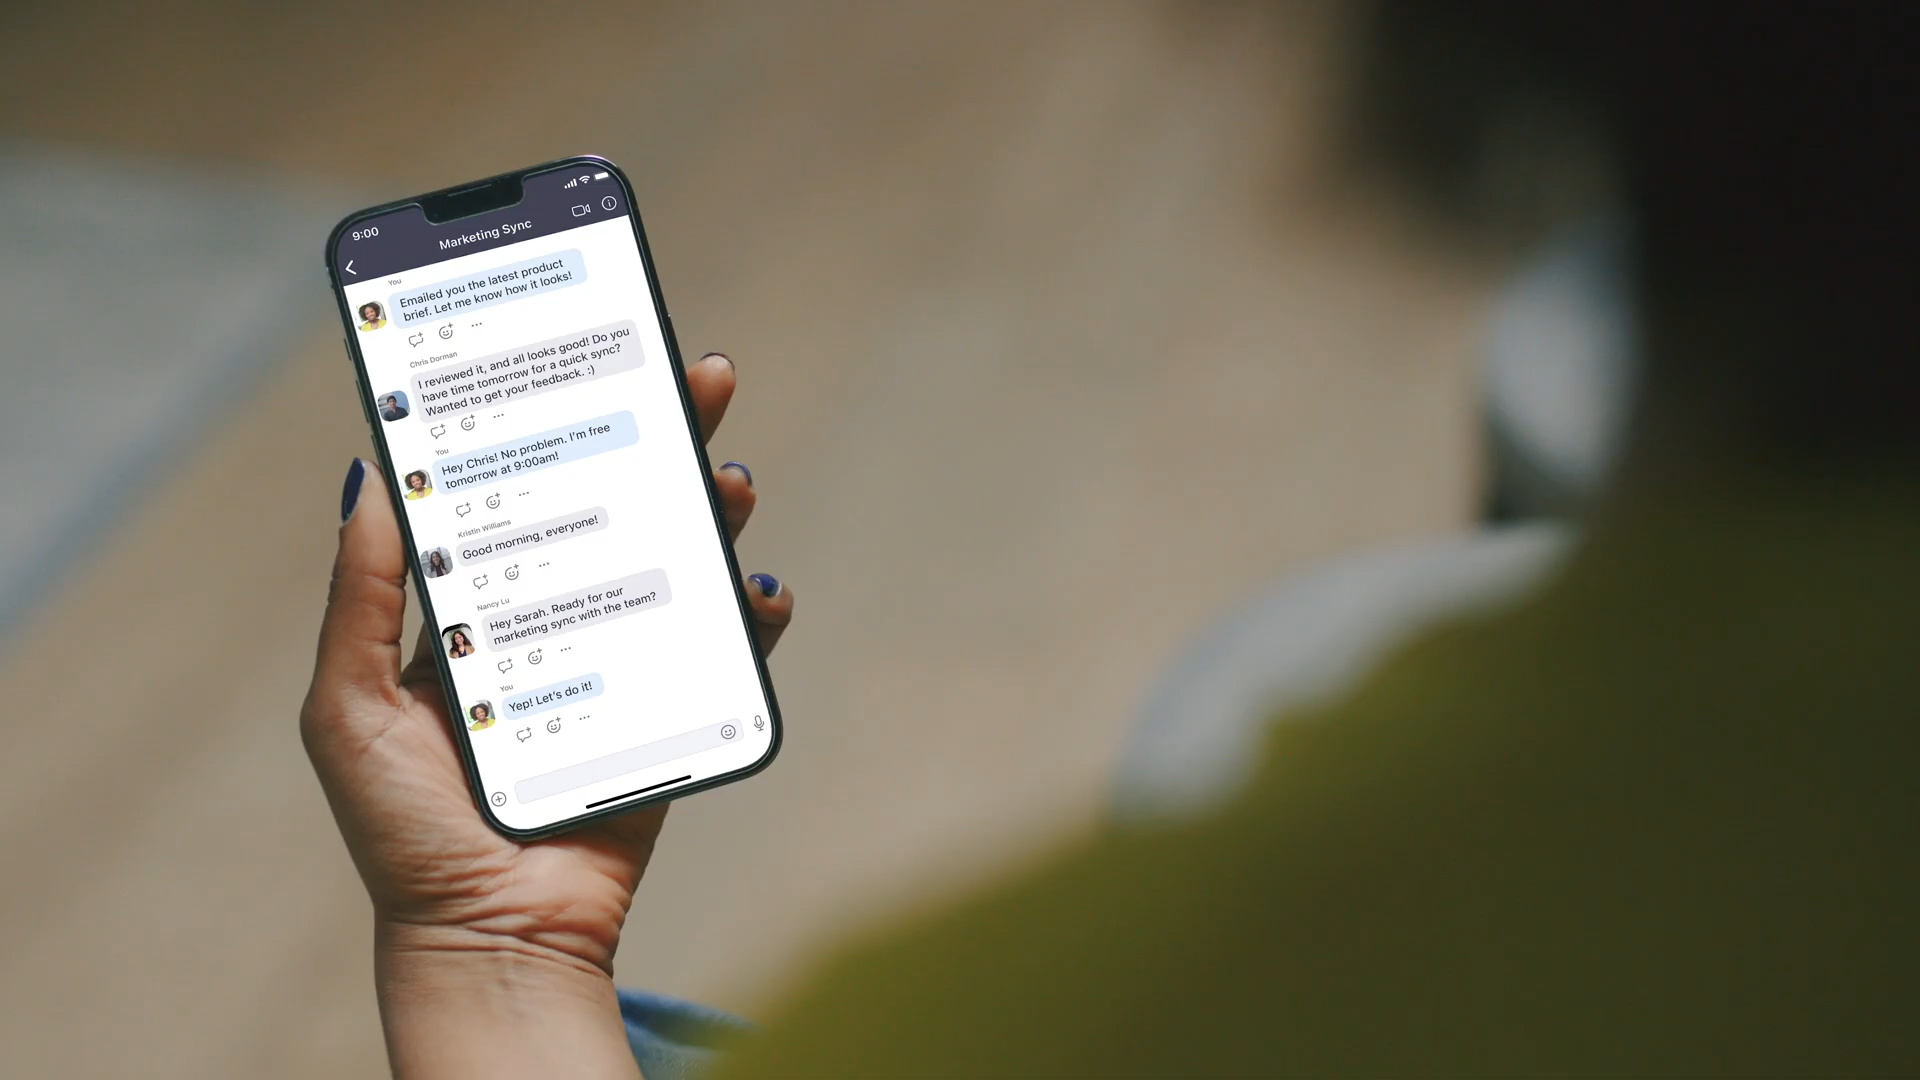 9:00
Marketing Sync
You
Emailed you the latest product
brief. Let me know how it looks!
Chris Dorman
I reviewed it, and all looks good! Do you
have time tomorrow for a quick sync?
Wanted to get your feedback. :)
You
Hey Chris! No problem. I'm free
tomorrow at 9:00am!
Kristin Williams
Good morning, everyone!
Nancy Lu
Hey Sarah. Ready for our
marketing sync with the team?
You
Yep! Let's do it!